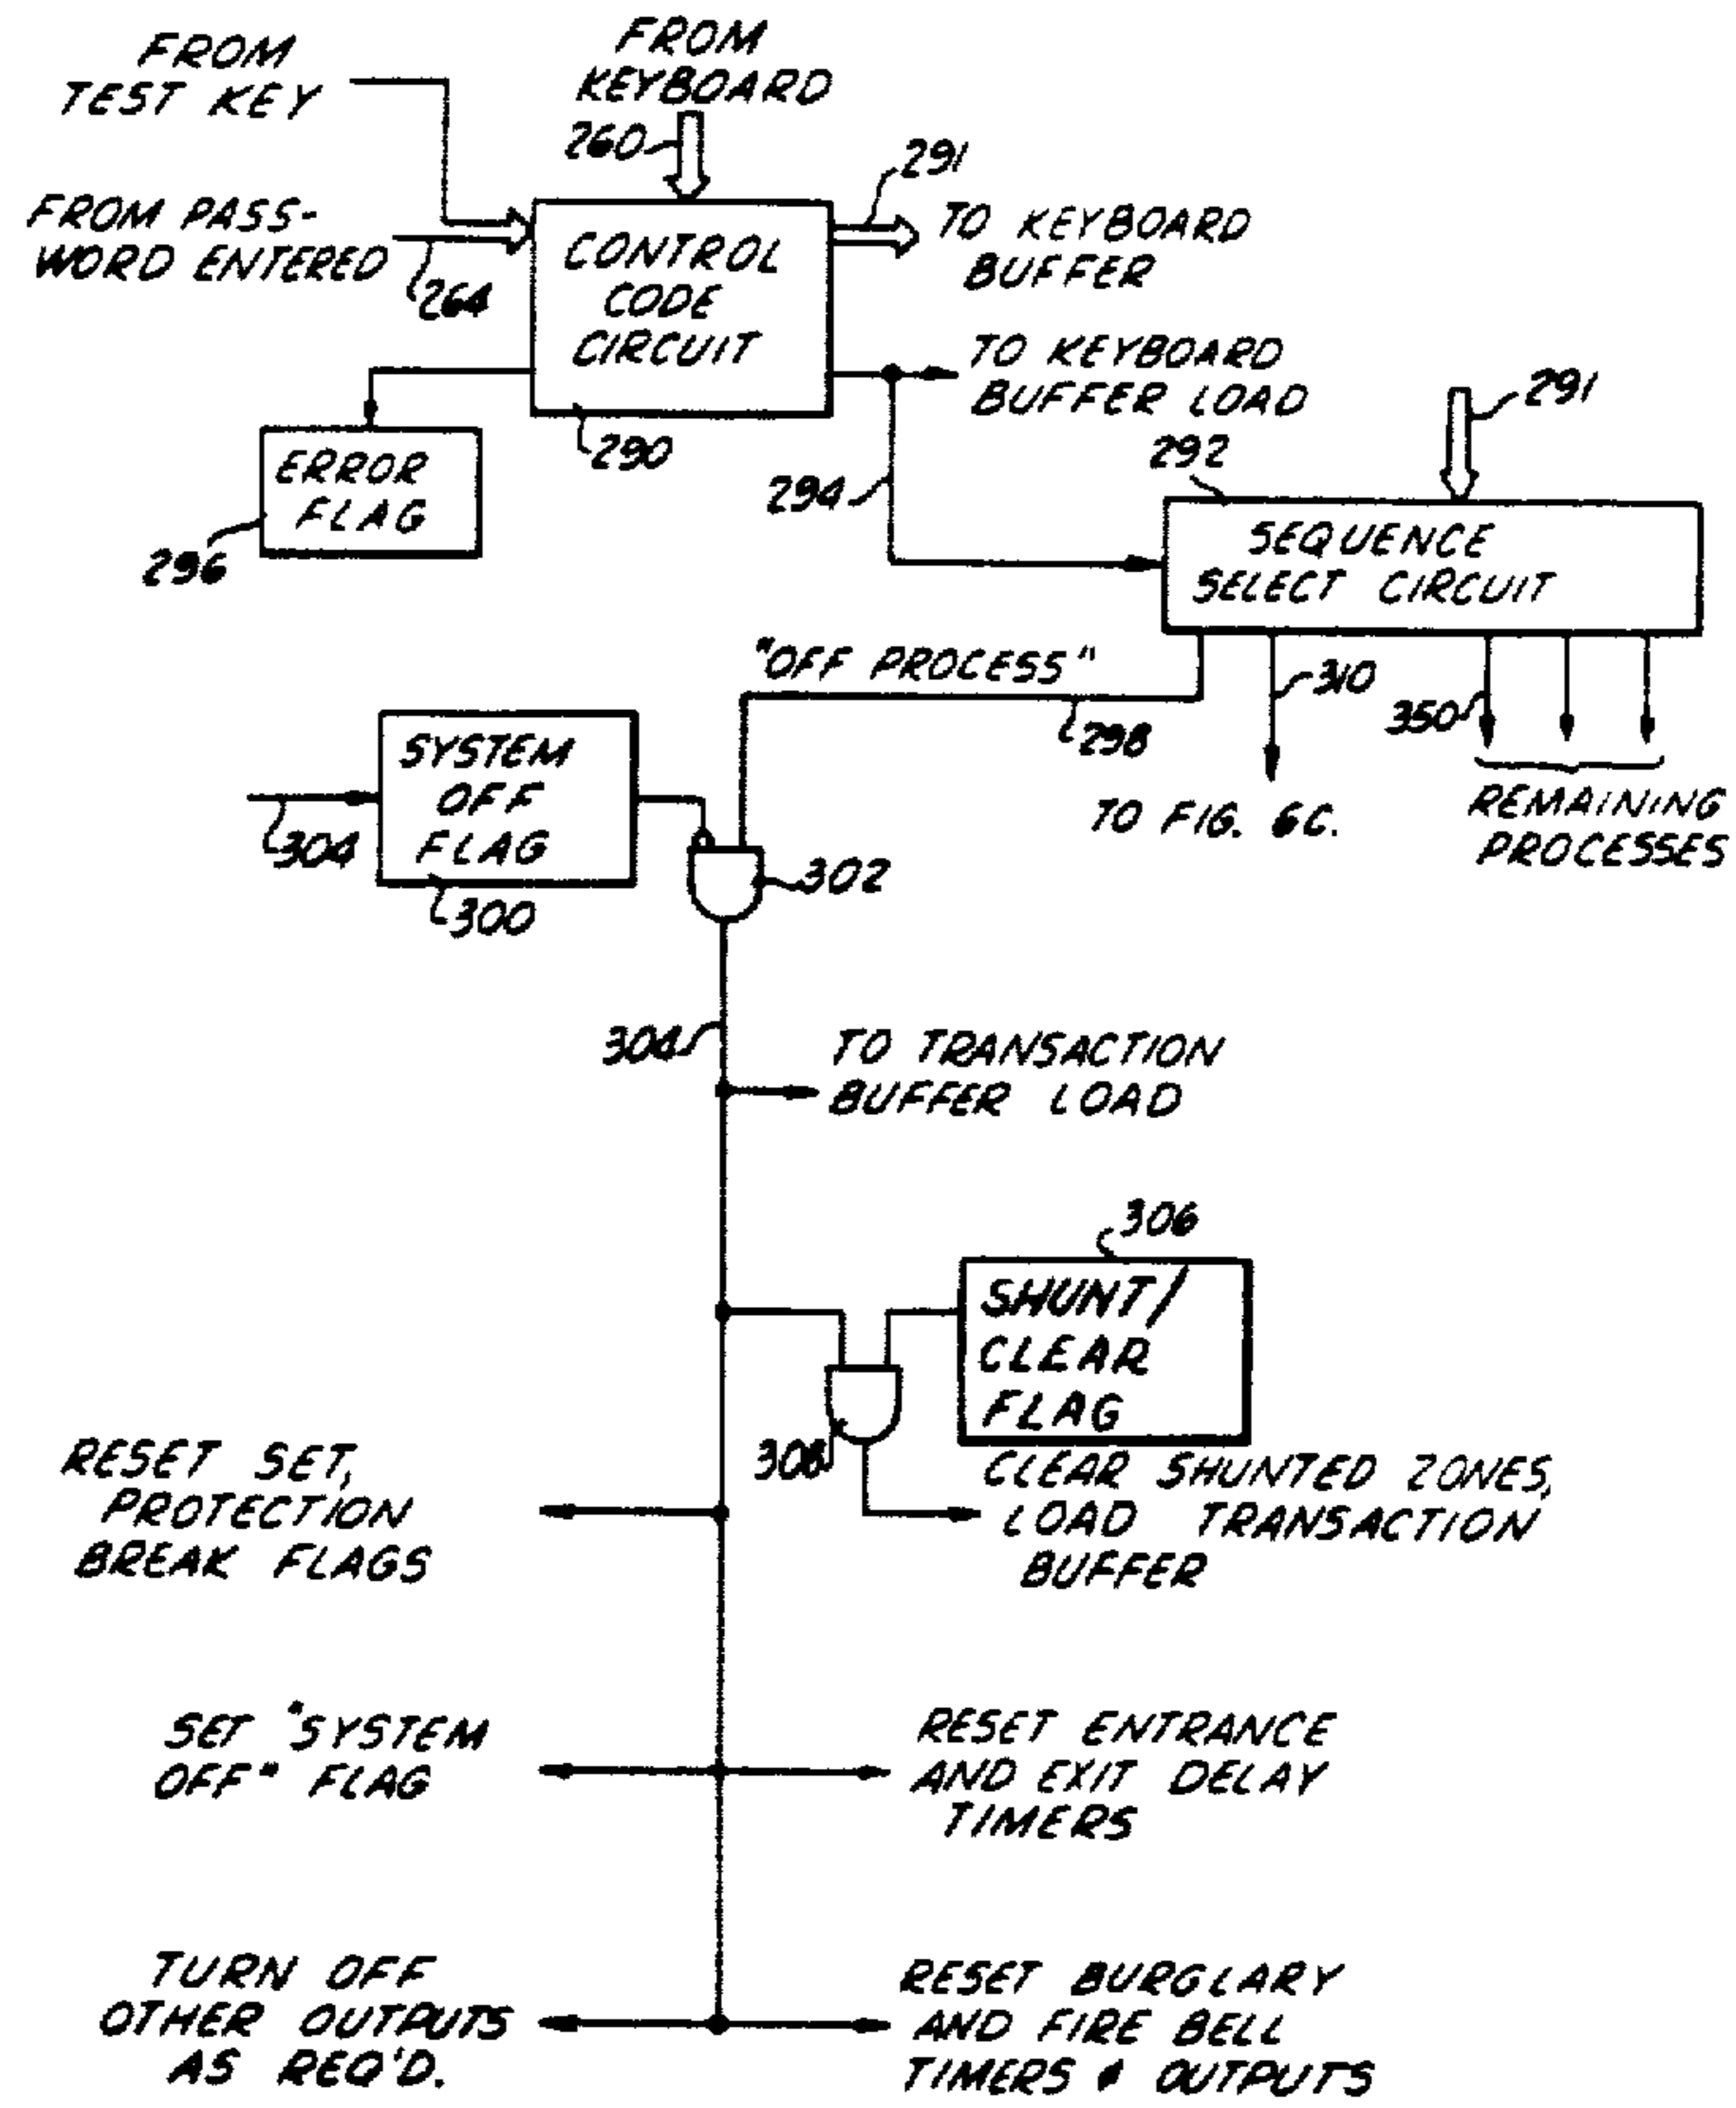 FROM
TEST KEY
FROM
KEYBOARD
260
291
FROM PASS-
WORD ENTERED
264
CONTROL
CODE
CIRCUIT
TO KEYBOARD
BUFFER
TO KEYBOARD
BUFFER LOAD
290
ERROR
FLAG
296
294
292
291
SEQUENCE
SELECT CIRCUIT
"OFF PROCESS"
298
310
350
TO FIG. 6C.
REMAINING
PROCESSES
SYSTEM
OFF
FLAG
304
300
302
304
TO TRANSACTION
BUFFER LOAD
306
SHUNT/
CLEAR
FLAG
308
CLEAR SHUNTED ZONES,
LOAD TRANSACTION
BUFFER
RESET SET,
PROTECTION
BREAK FLAGS
SET "SYSTEM
OFF" FLAG
RESET ENTRANCE
AND EXIT DELAY
TIMERS
TURN OFF
OTHER OUTPUTS
AS REQ'D.
RESET BURGLARY
AND FIRE BELL
TIMERS & OUTPUTS